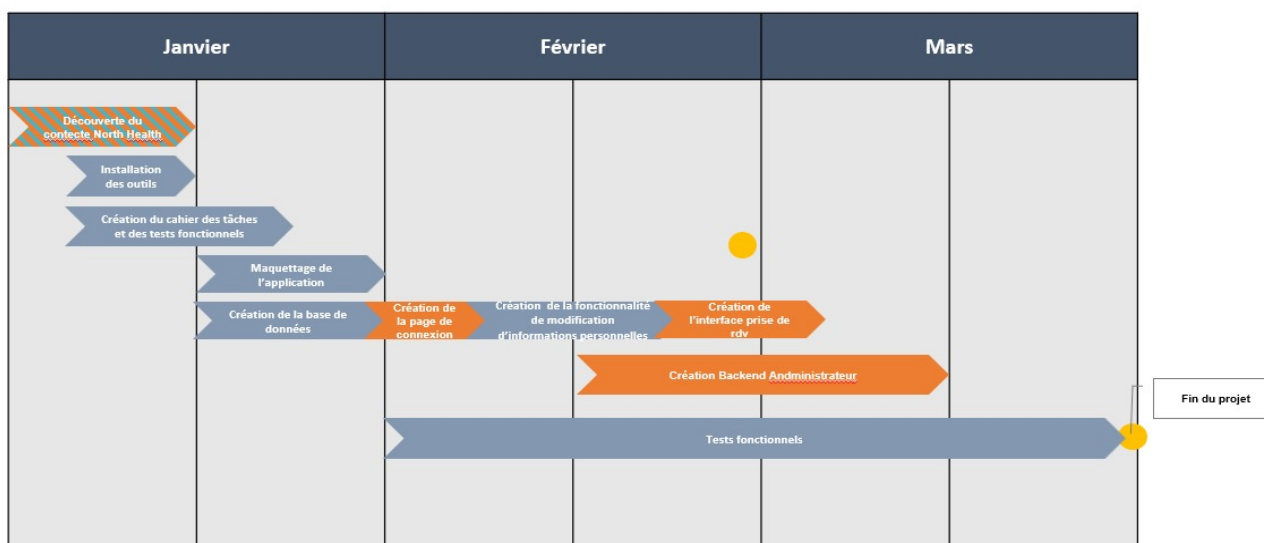 Janvier
Février
Mars
Découverte du
contecte North Health
Installation
des outils
Création du cahier des tâches
et des tests fonctionnels
Maquettage de
l'application
Création de la base de
données
Création de
la page de
connexion
Création de la fonctionnalité
de modification
d'informations personnelles
Création de
l'interface prise de
rdv
Création Backend Andministrateur
Fin du projet
Tests fonctionnels